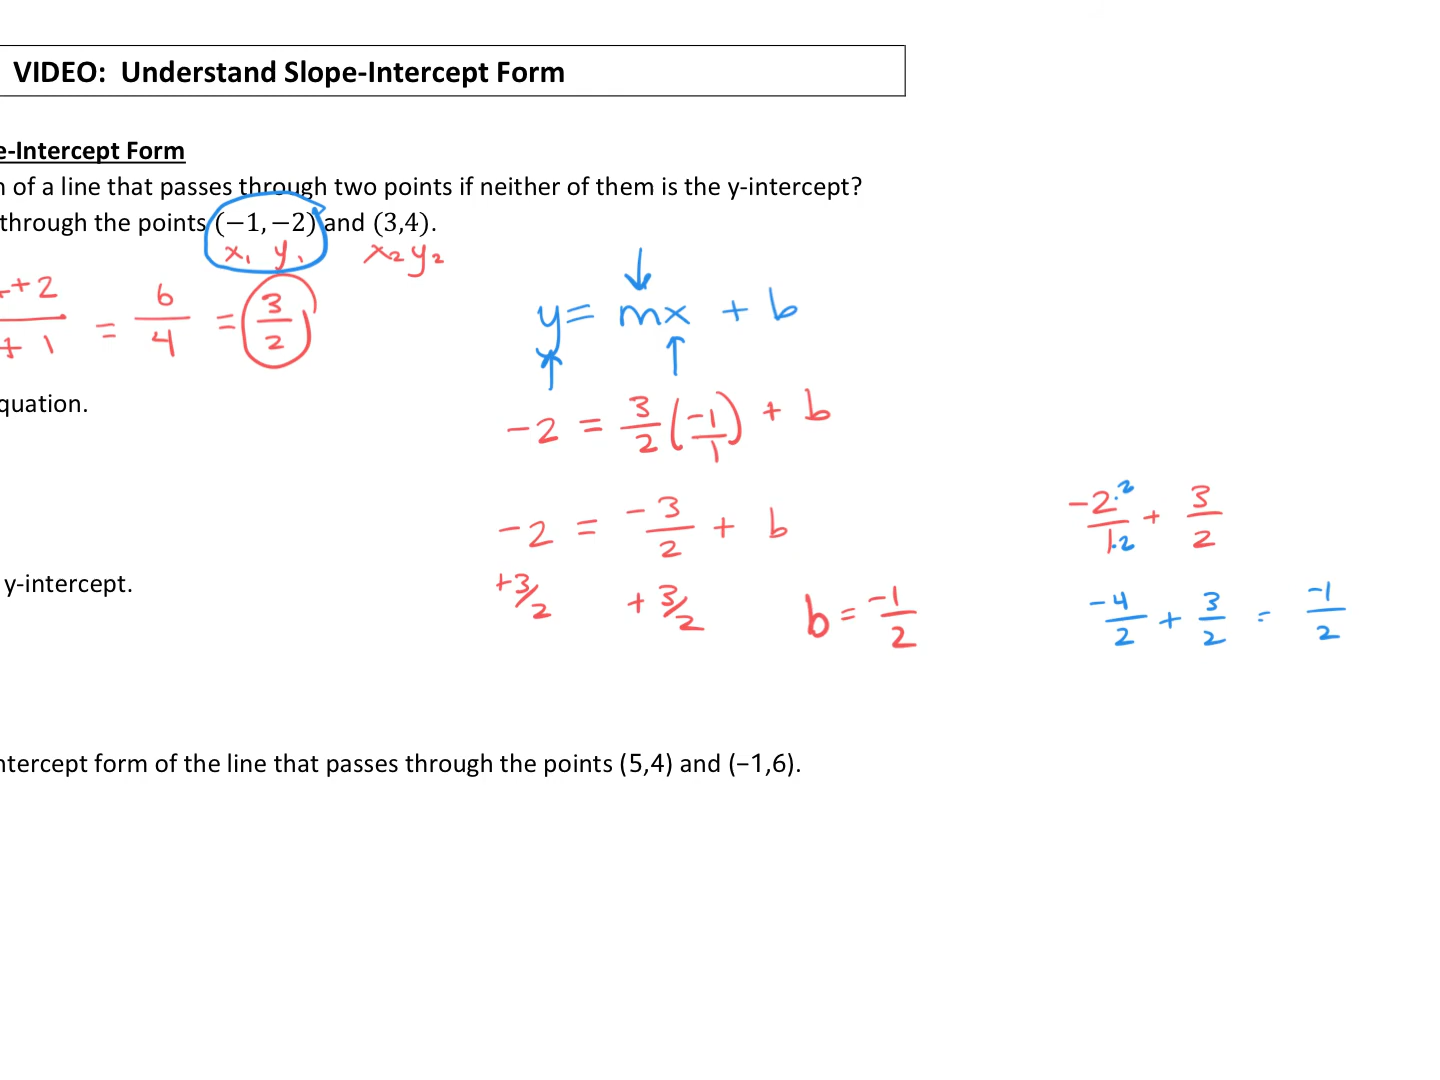 VIDEO: Understand Slope-Intercept Form
e-Intercept Form
n of a line that passes through two points if neither of them is the y-intercept?
through the points (−1,−2) and (3,4).
x₁ y₁ x₂ y₂
+2 / + 1 = 6/4 = 3/2
y = mx + b
quation.
-2 = 3/2 (-1/1) + b
-2 = -3/2 + b
-2·2/1·2 + 3/2
y-intercept.
+3/2 +3/2 b = -1/2
-4/2 + 3/2 = -1/2
ntercept form of the line that passes through the points (5,4) and (−1,6).